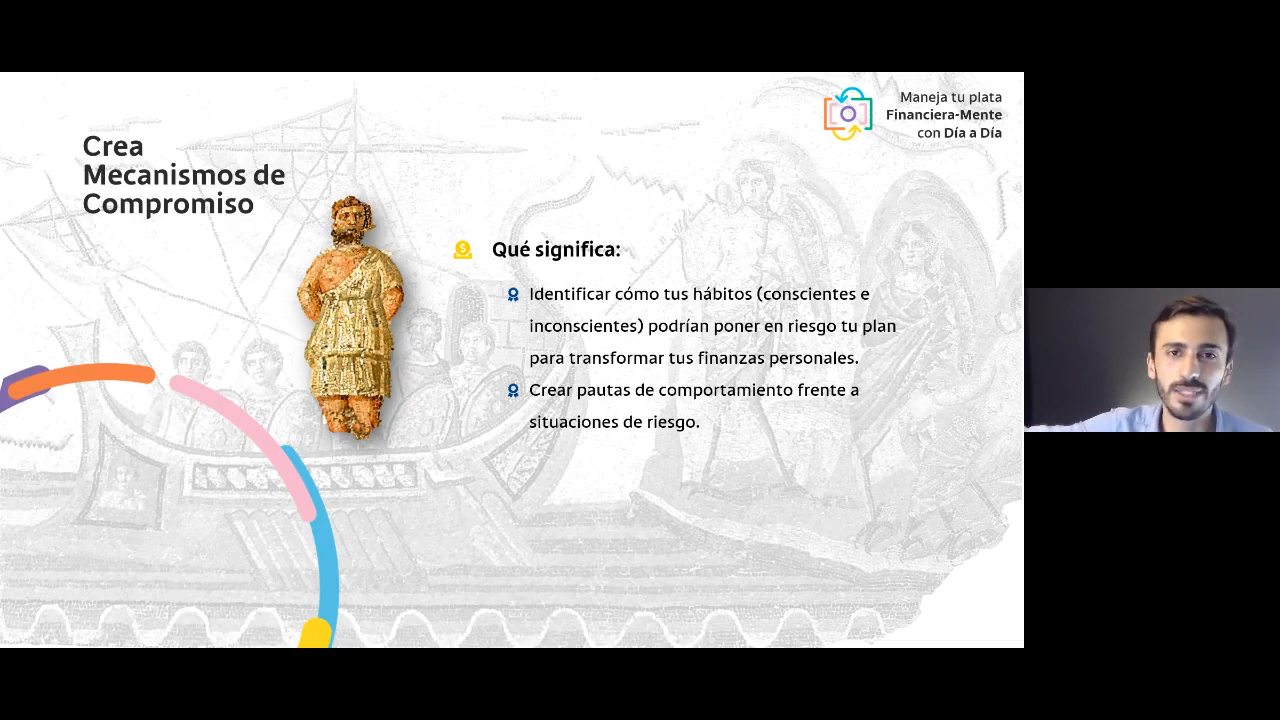 Maneja tu plata
Financiera-Mente
con Día a Día
Crea
Mecanismos de
Compromiso
Qué significa:
Identificar cómo tus hábitos (conscientes e
inconscientes) podrían poner en riesgo tu plan
para transformar tus finanzas personales.
Crear pautas de comportamiento frente a
situaciones de riesgo.